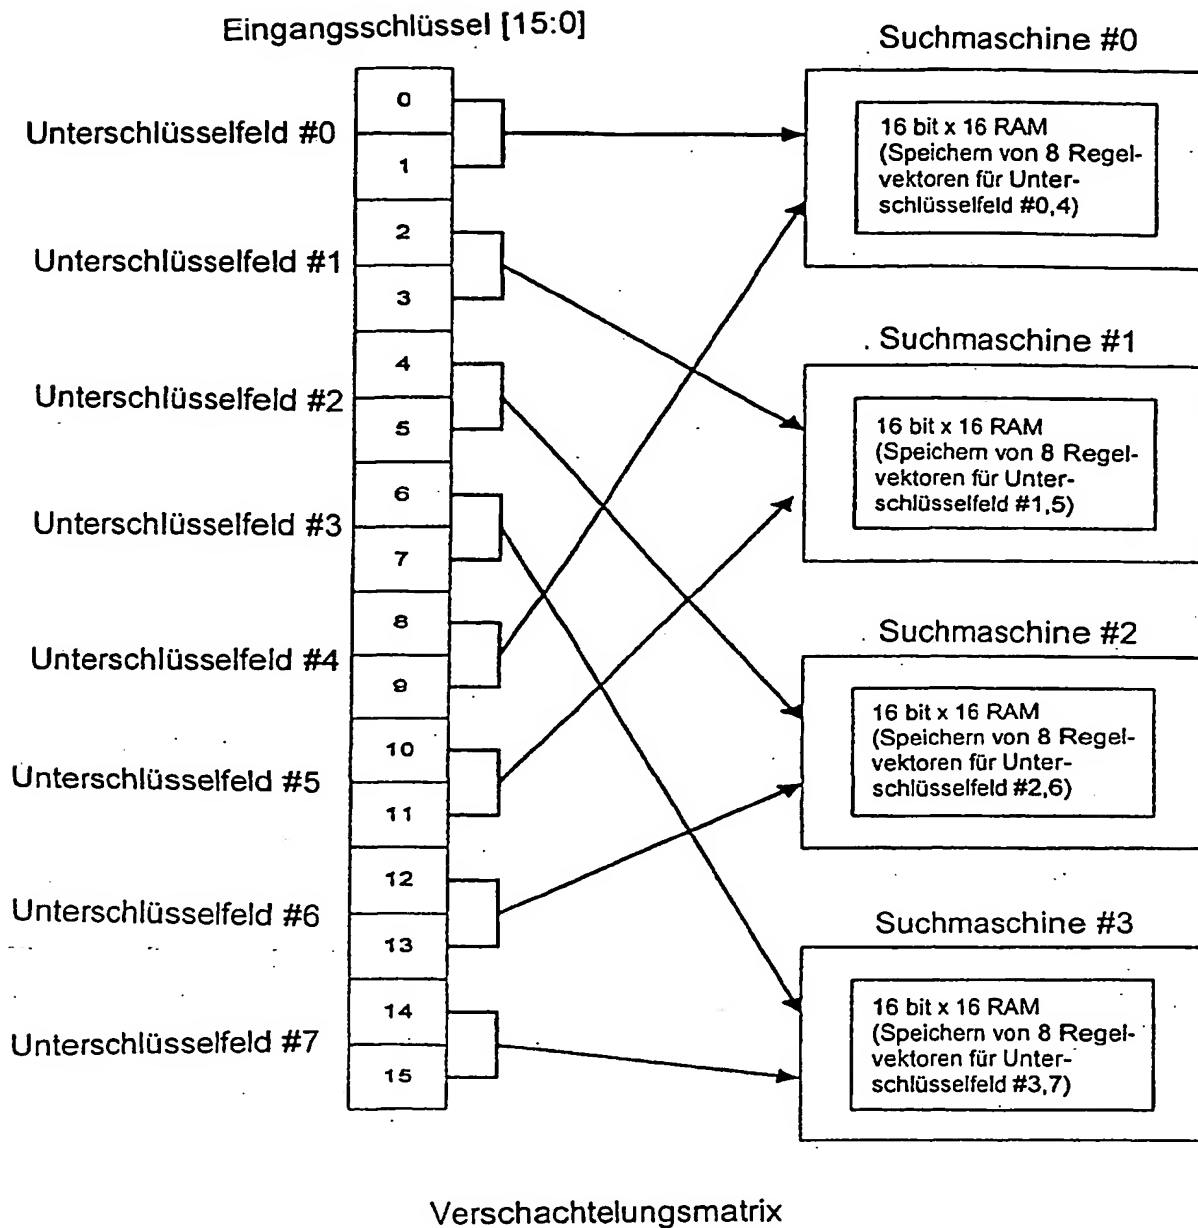 Eingangsschlüssel [15:0]
Suchmaschine #0
Unterschlüsselfeld #0
0
1
16 bit x 16 RAM
(Speichern von 8 Regel-
vektoren für Unter-
schlüsselfeld #0,4)
Unterschlüsselfeld #1
2
3
Suchmaschine #1
Unterschlüsselfeld #2
4
5
16 bit x 16 RAM
(Speichern von 8 Regel-
vektoren für Unter-
schlüsselfeld #1,5)
Unterschlüsselfeld #3
6
7
Suchmaschine #2
Unterschlüsselfeld #4
8
9
16 bit x 16 RAM
(Speichern von 8 Regel-
vektoren für Unter-
schlüsselfeld #2,6)
Unterschlüsselfeld #5
10
11
Unterschlüsselfeld #6
12
13
Suchmaschine #3
Unterschlüsselfeld #7
14
15
16 bit x 16 RAM
(Speichern von 8 Regel-
vektoren für Unter-
schlüsselfeld #3,7)
Verschachtelungsmatrix